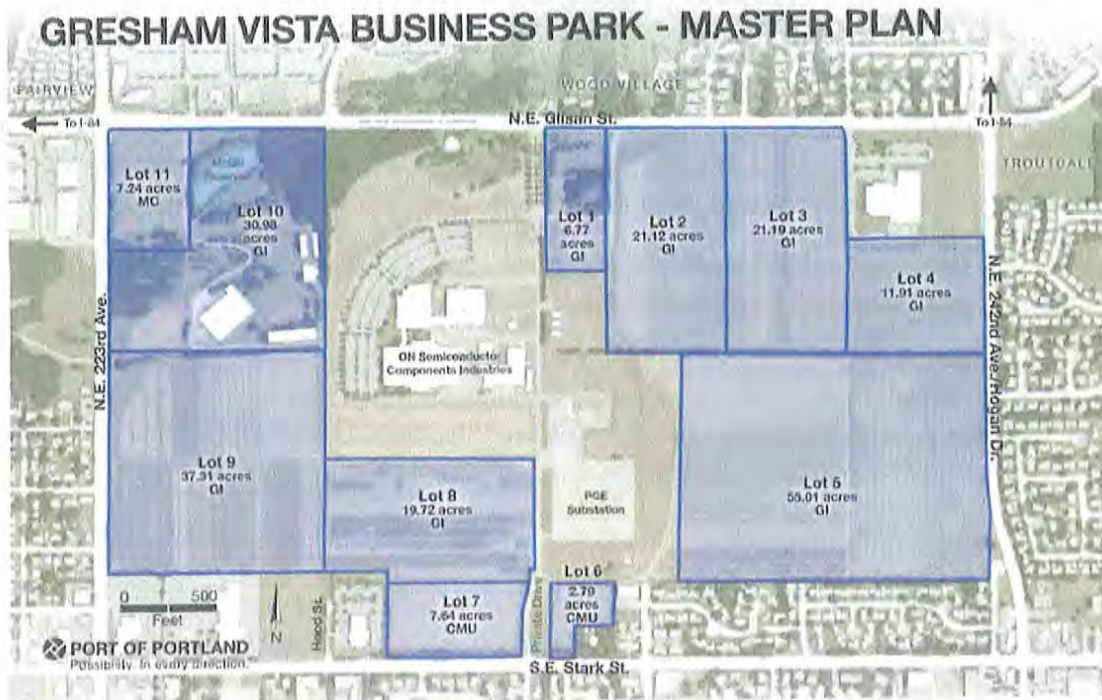 GRESHAM VISTA BUSINESS PARK - MASTER PLAN
FAIRVIEW
WOOD VILLAGE
To I-84
N.E. Glisan St.
To I-84
TROUTDALE
Lot 11
7.24 acres
MC
Lot 10
30.98
acres
GI
Lot 1
6.77
acres
GI
Lot 2
21.12 acres
GI
Lot 3
21.19 acres
GI
Lot 4
11.91 acres
GI
N.E. 223rd Ave.
N.E. 242nd Ave/Hogan Dr.
ON Semiconductor
Components Industries
Lot 9
37.31 acres
GI
Lot 8
19.72 acres
GI
PGE
Substation
Lot 5
55.01 acres
GI
Lot 6
2.79
acres
CMU
Lot 7
7.64 acres
CMU
Private Drive
Hood St.
0 500
Feet
N
PORT OF PORTLAND
Possibility. In every direction.
S.E. Stark St.